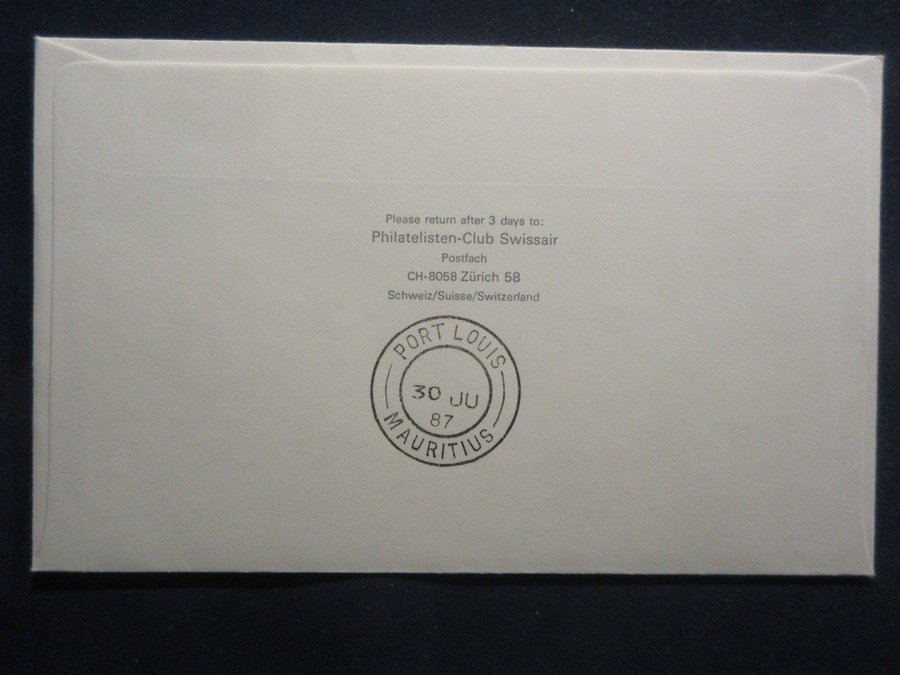 Please return after 3 days to:
Philatelisten-Club Swissair
Postfach
CH-8058 Zürich 58
Schweiz/Suisse/Switzerland
PORT LOUIS
30 JU
87
MAURITIUS